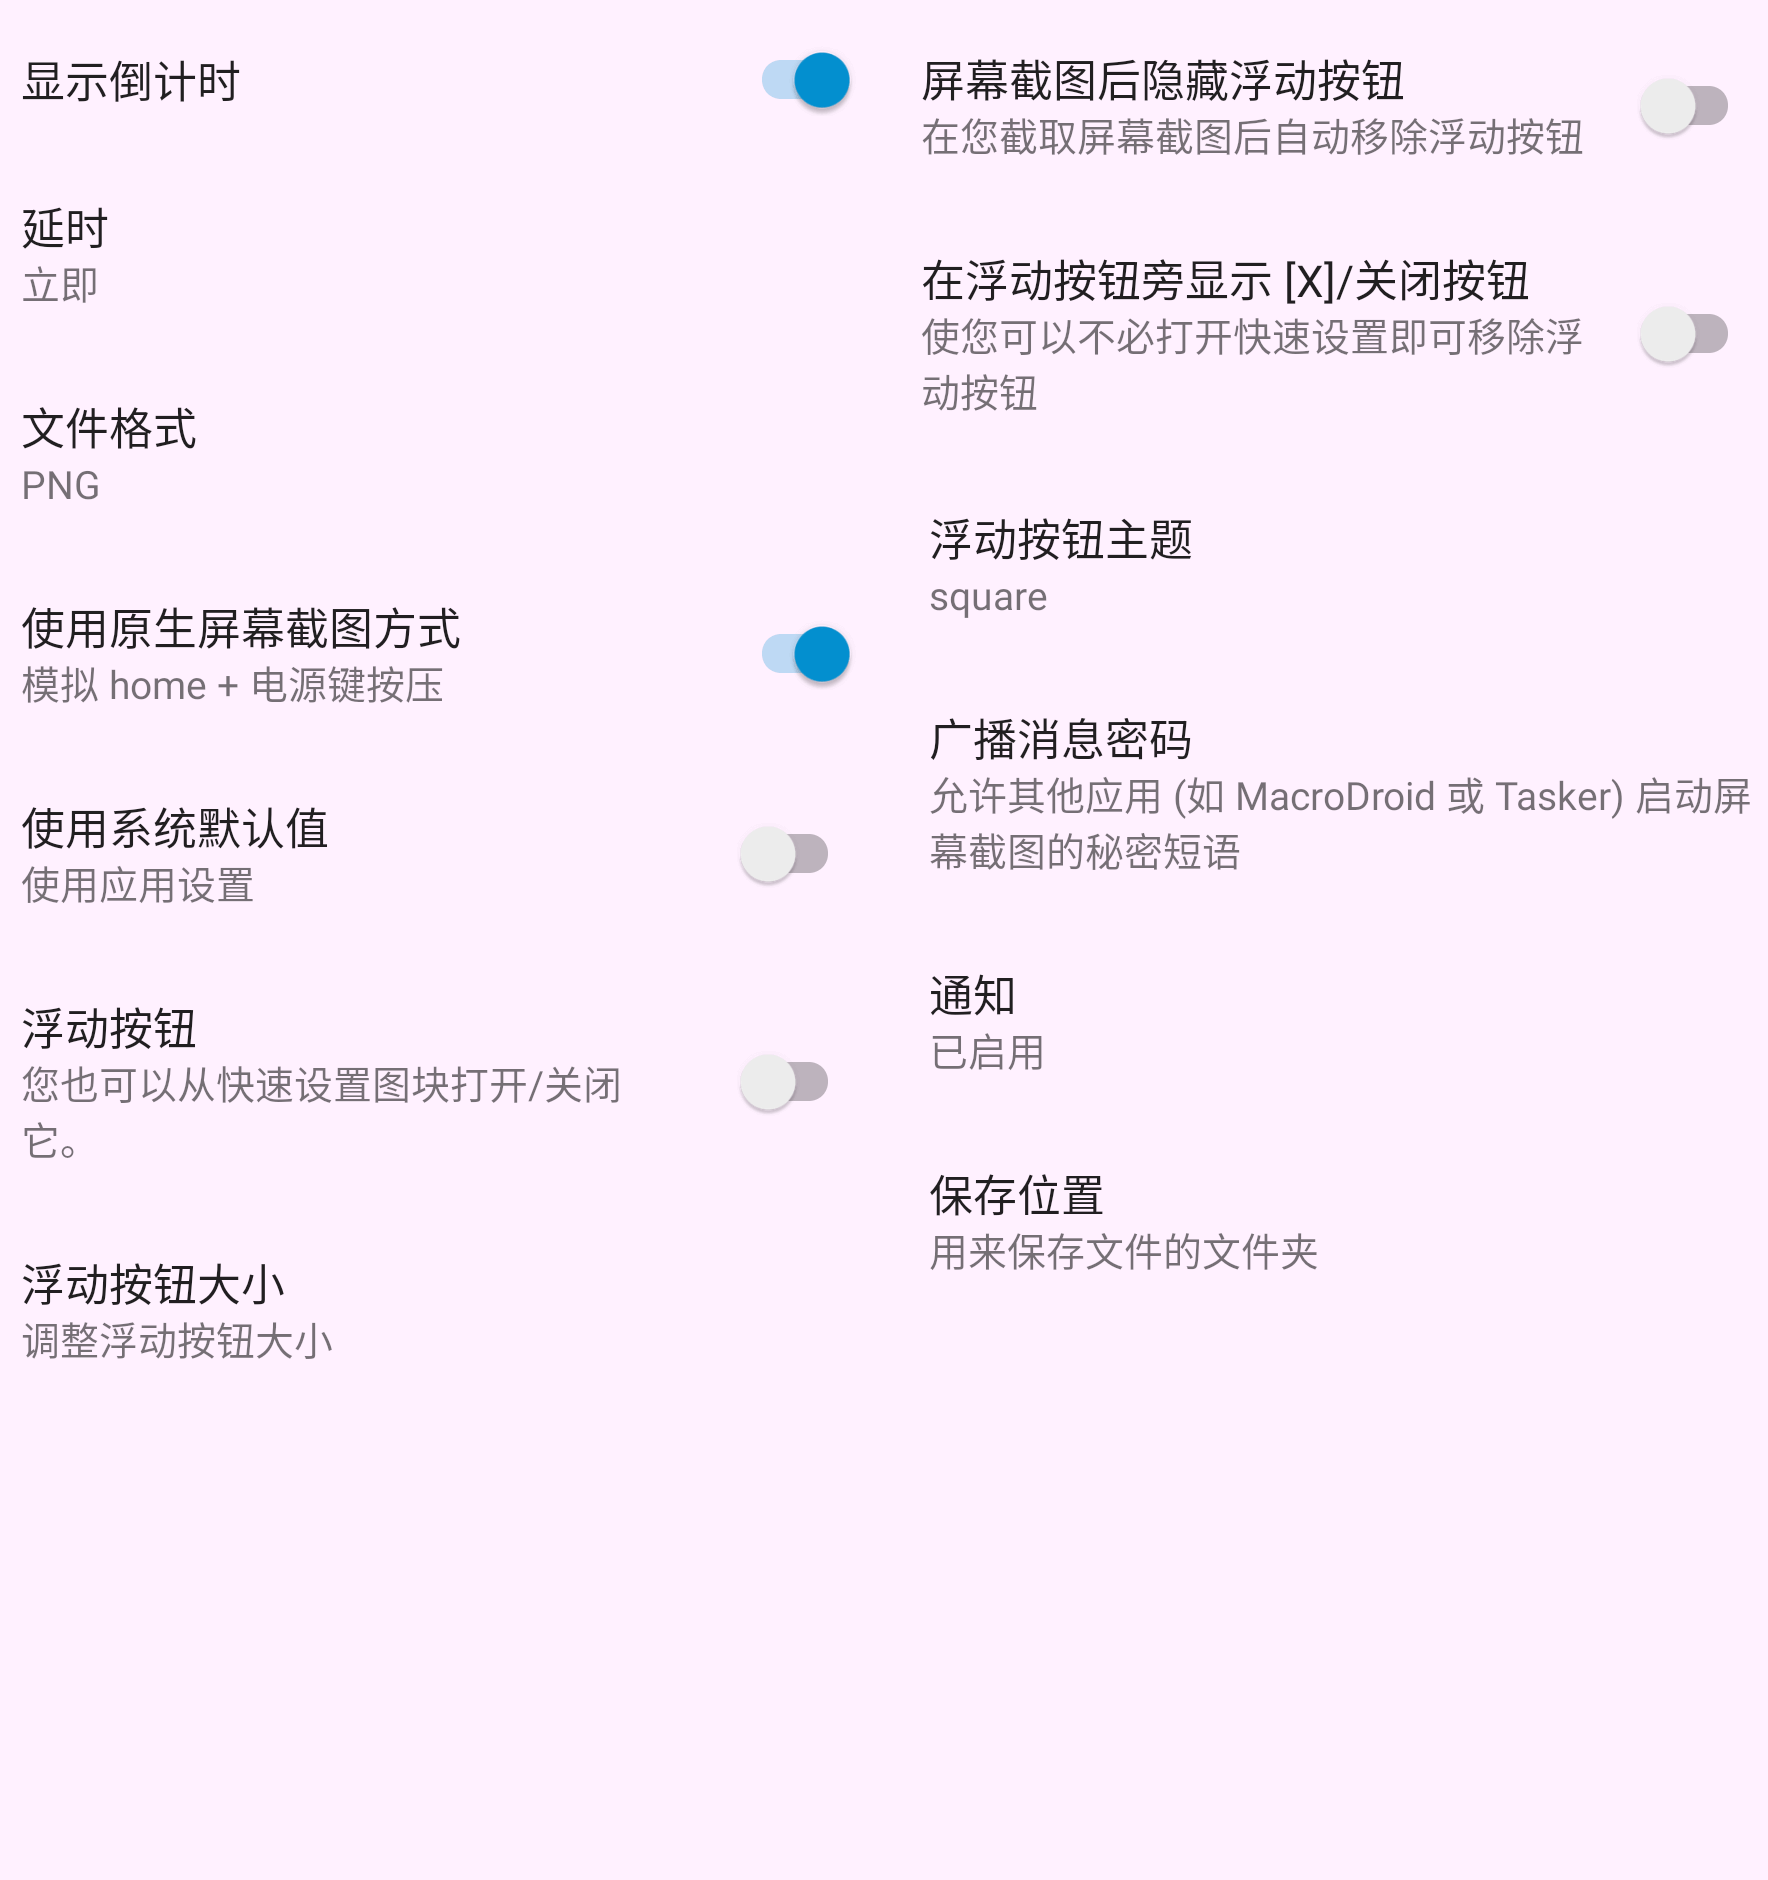 显示倒计时
延时
立即
文件格式
PNG
使用原生屏幕截图方式
模拟 home + 电源键按压
使用系统默认值
使用应用设置
浮动按钮
您也可以从快速设置图块打开/关闭
它。
浮动按钮大小
调整浮动按钮大小
屏幕截图后隐藏浮动按钮
在您截取屏幕截图后自动移除浮动按钮
在浮动按钮旁显示 [X]/关闭按钮
使您可以不必打开快速设置即可移除浮
动按钮
浮动按钮主题
square
广播消息密码
允许其他应用 (如 MacroDroid 或 Tasker) 启动屏
幕截图的秘密短语
通知
已启用
保存位置
用来保存文件的文件夹